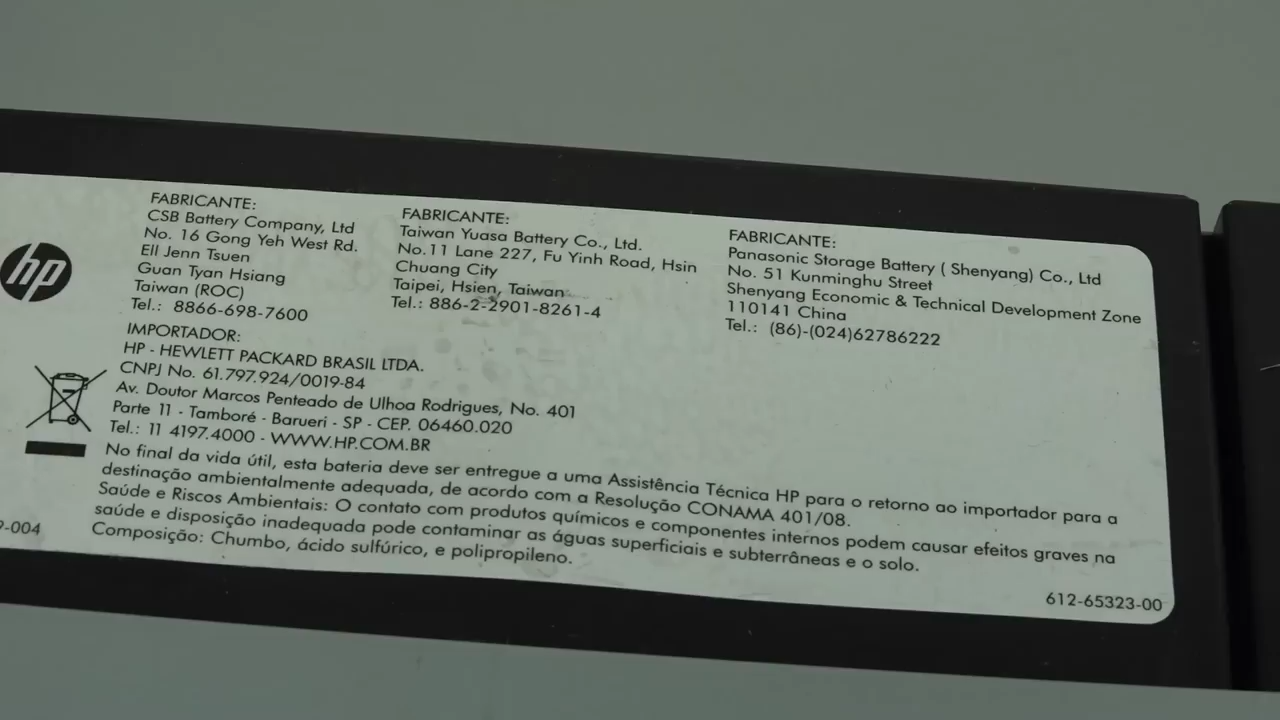 hp
FABRICANTE:
CSB Battery Company, Ltd
No. 16 Gong Yeh West Rd.
Ell Jenn Tsuen
Guan Tyan Hsiang
Taiwan (ROC)
Tel.: 8866-698-7600
FABRICANTE:
Taiwan Yuasa Battery Co., Ltd.
No.11 Lane 227, Fu Yinh Road, Hsin
Chuang City
Taipei, Hsien, Taiwan
Tel.: 886-2-2901-8261-4
FABRICANTE:
Panasonic Storage Battery ( Shenyang) Co., Ltd
No. 51 Kunminghu Street
Shenyang Economic & Technical Development Zone
110141 China
Tel.: (86)-(024)62786222
IMPORTADOR:
HP - HEWLETT PACKARD BRASIL LTDA.
CNPJ No. 61.797.924/0019-84
Av. Doutor Marcos Penteado de Ulhoa Rodrigues, No. 401
Parte 11 - Tamboré - Barueri - SP - CEP. 06460.020
Tel.: 11 4197.4000 - WWW.HP.COM.BR
No final da vida útil, esta bateria deve ser entregue a uma Assistência Técnica HP para o retorno ao importador para a
destinação ambientalmente adequada, de acordo com a Resolução CONAMA 401/08.
Saúde e Riscos Ambientais: O contato com produtos químicos e componentes internos podem causar efeitos graves na
saúde e disposição inadequada pode contaminar as águas superficiais e subterrâneas e o solo.
Composição: Chumbo, ácido sulfúrico, e polipropileno.
-004
612-65323-00